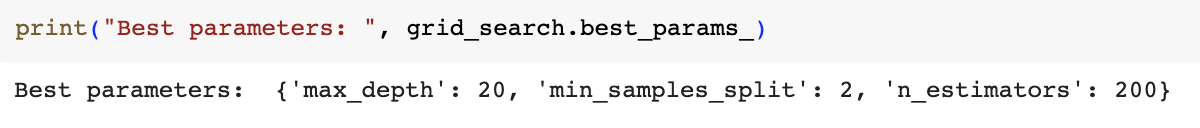 print("Best parameters: ", grid_search.best_params_)
Best parameters:  {'max_depth': 20, 'min_samples_split': 2, 'n_estimators': 200}